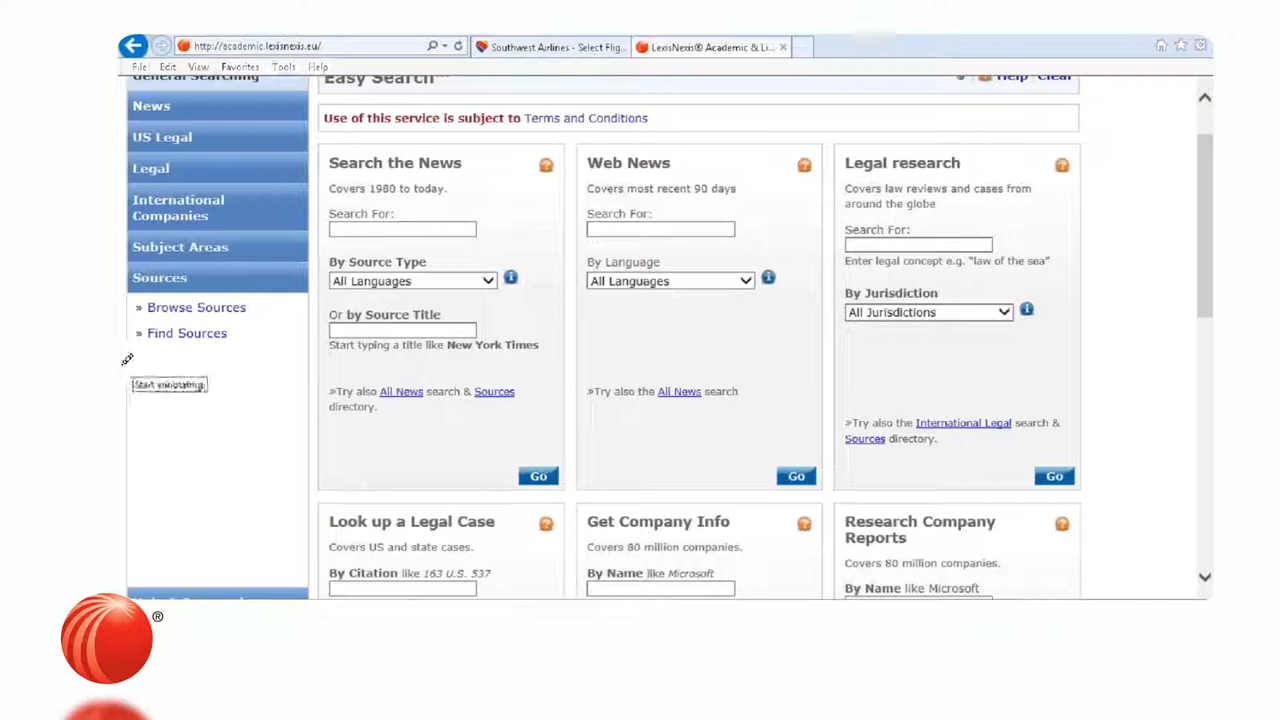 http://academic.lexisnexis.eu/
Southwest Airlines - Select Flig...
LexisNexis® Academic & Li...
File Edit View Favorites Tools Help
General Searching
Easy Search™
Help Clear
News
US Legal
Legal
International
Companies
Subject Areas
Sources
» Browse Sources
» Find Sources
Start annotating
Use of this service is subject to Terms and Conditions
Search the News
Covers 1980 to today.
Search For:
By Source Type
All Languages
Or by Source Title
Start typing a title like New York Times
»Try also All News search & Sources
directory.
Go
Web News
Covers most recent 90 days
Search For:
By Language
All Languages
»Try also the All News search
Go
Legal research
Covers law reviews and cases from
around the globe
Search For:
Enter legal concept e.g. "law of the sea"
By Jurisdiction
All Jurisdictions
»Try also the International Legal search &
Sources directory.
Go
Look up a Legal Case
Covers US and state cases.
By Citation like 163 U.S. 537
Get Company Info
Covers 80 million companies.
By Name like Microsoft
Research Company
Reports
Covers 80 million companies.
By Name like Microsoft
®